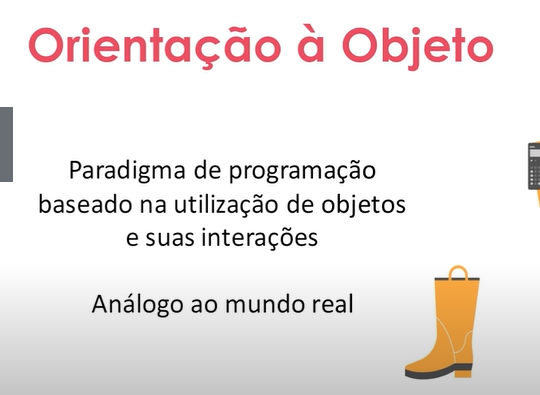 Orientação à Objeto
Paradigma de programação
baseado na utilização de objetos
e suas interações
Análogo ao mundo real